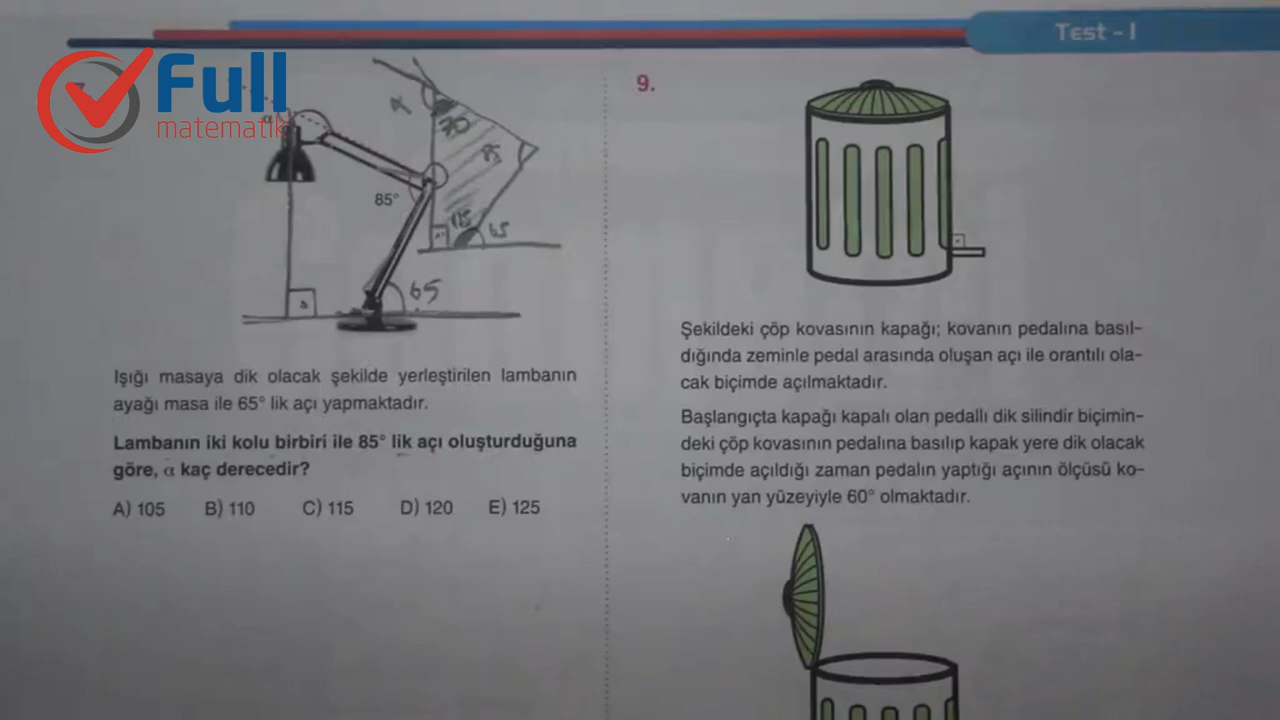 Test - I
Full
matematik
α
85°
65
α
70
85
115
65
Işığı masaya dik olacak şekilde yerleştirilen lambanın
ayağı masa ile 65° lik açı yapmaktadır.
Lambanın iki kolu birbiri ile 85° lik açı oluşturduğuna
göre, α kaç derecedir?
A) 105 B) 110 C) 115 D) 120 E) 125
9.
Şekildeki çöp kovasının kapağı; kovanın pedalına basıl-
dığında zeminle pedal arasında oluşan açı ile orantılı ola-
cak biçimde açılmaktadır.
Başlangıçta kapağı kapalı olan pedallı dik silindir biçimin-
deki çöp kovasının pedalına basılıp kapak yere dik olacak
biçimde açıldığı zaman pedalın yaptığı açının ölçüsü ko-
vanın yan yüzeyiyle 60° olmaktadır.